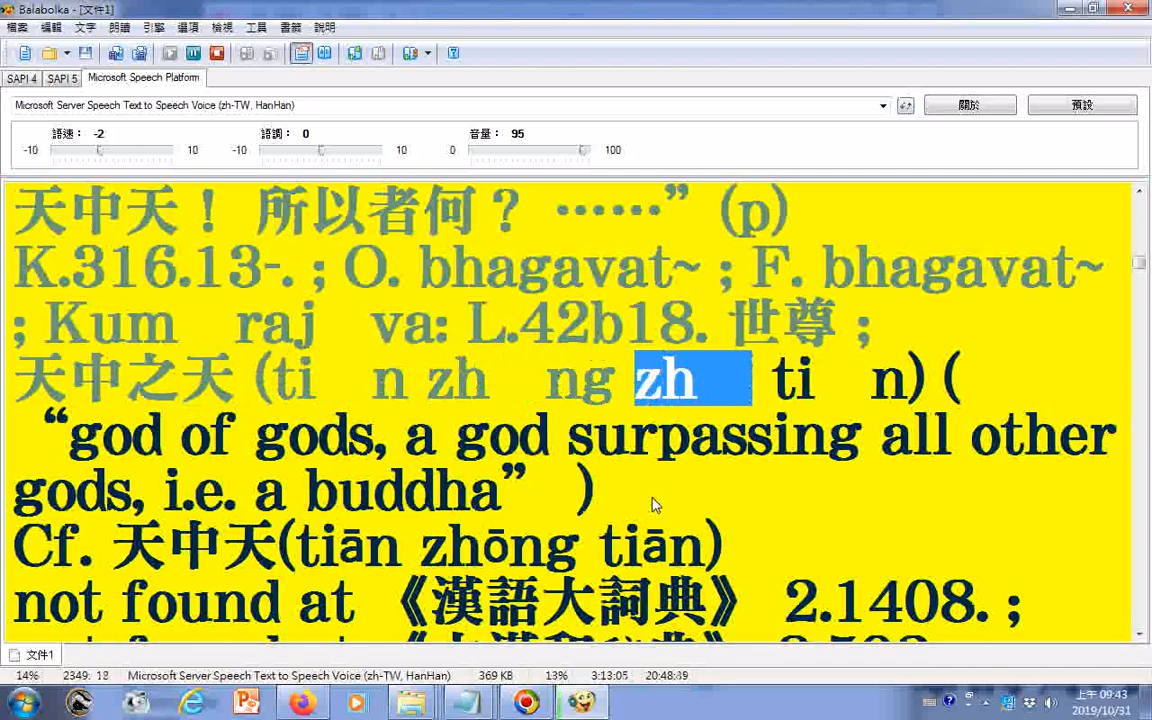 Balabolka - [文件1]
檔案 編輯 文字 朗讀 引擎 選項 檢視 工具 書籤 說明
SAPI 4 SAPI 5 Microsoft Speech Platform
Microsoft Server Speech Text to Speech Voice (zh-TW, HanHan) 關於 預設
語速： -2 語調： 0 音量： 95
-10 10 -10 10 0 100
天中天！ 所以者何？ ……” (p)
K.316.13-. ; O. bhagavat~ ; F. bhagavat~
; Kum raj va: L.42b18. 世尊 ;
天中之天 (ti n zh ng zh ti n) (
“god of gods, a god surpassing all other
gods, i.e. a buddha” )
Cf. 天中天(tiān zhōng tiān)
not found at 《漢語大詞典》 2.1408. ;
文件1
14% 2349: 18 Microsoft Server Speech Text to Speech Voice (zh-TW, HanHan) 369 KB 13% 3:13:05 20:48:39
上午 09:43
2019/10/31